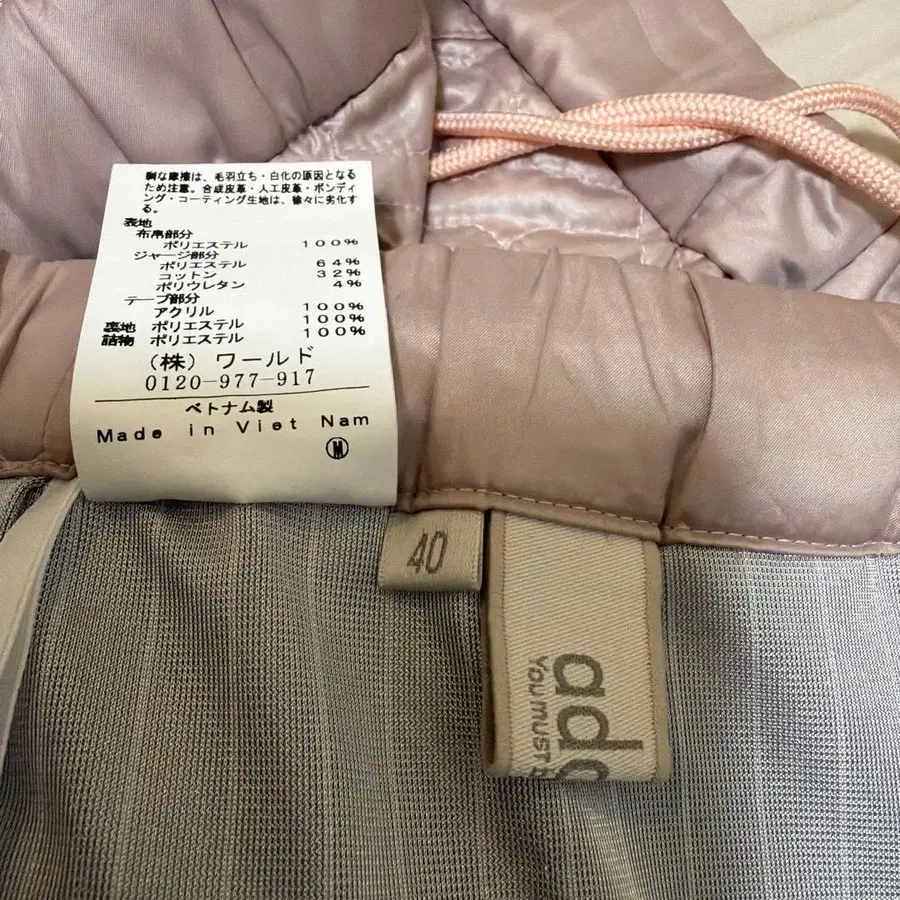 剰な摩擦は、毛羽立ち・白化の原因となる
ため注意。合成皮革・人工皮革・ボンディ
ング・コーティング生地は、徐々に劣化す
る。
表地
布帛部分
ポリエステル 100%
ジャージ部分
ポリエステル 64%
コットン 32%
ポリウレタン 4%
テープ部分
アクリル 100%
裏地 ポリエステル 100%
詰物 ポリエステル 100%
(株) ワールド
0120-977-917
ベトナム製
Made in Viet Nam
M
40
ada
You MUST